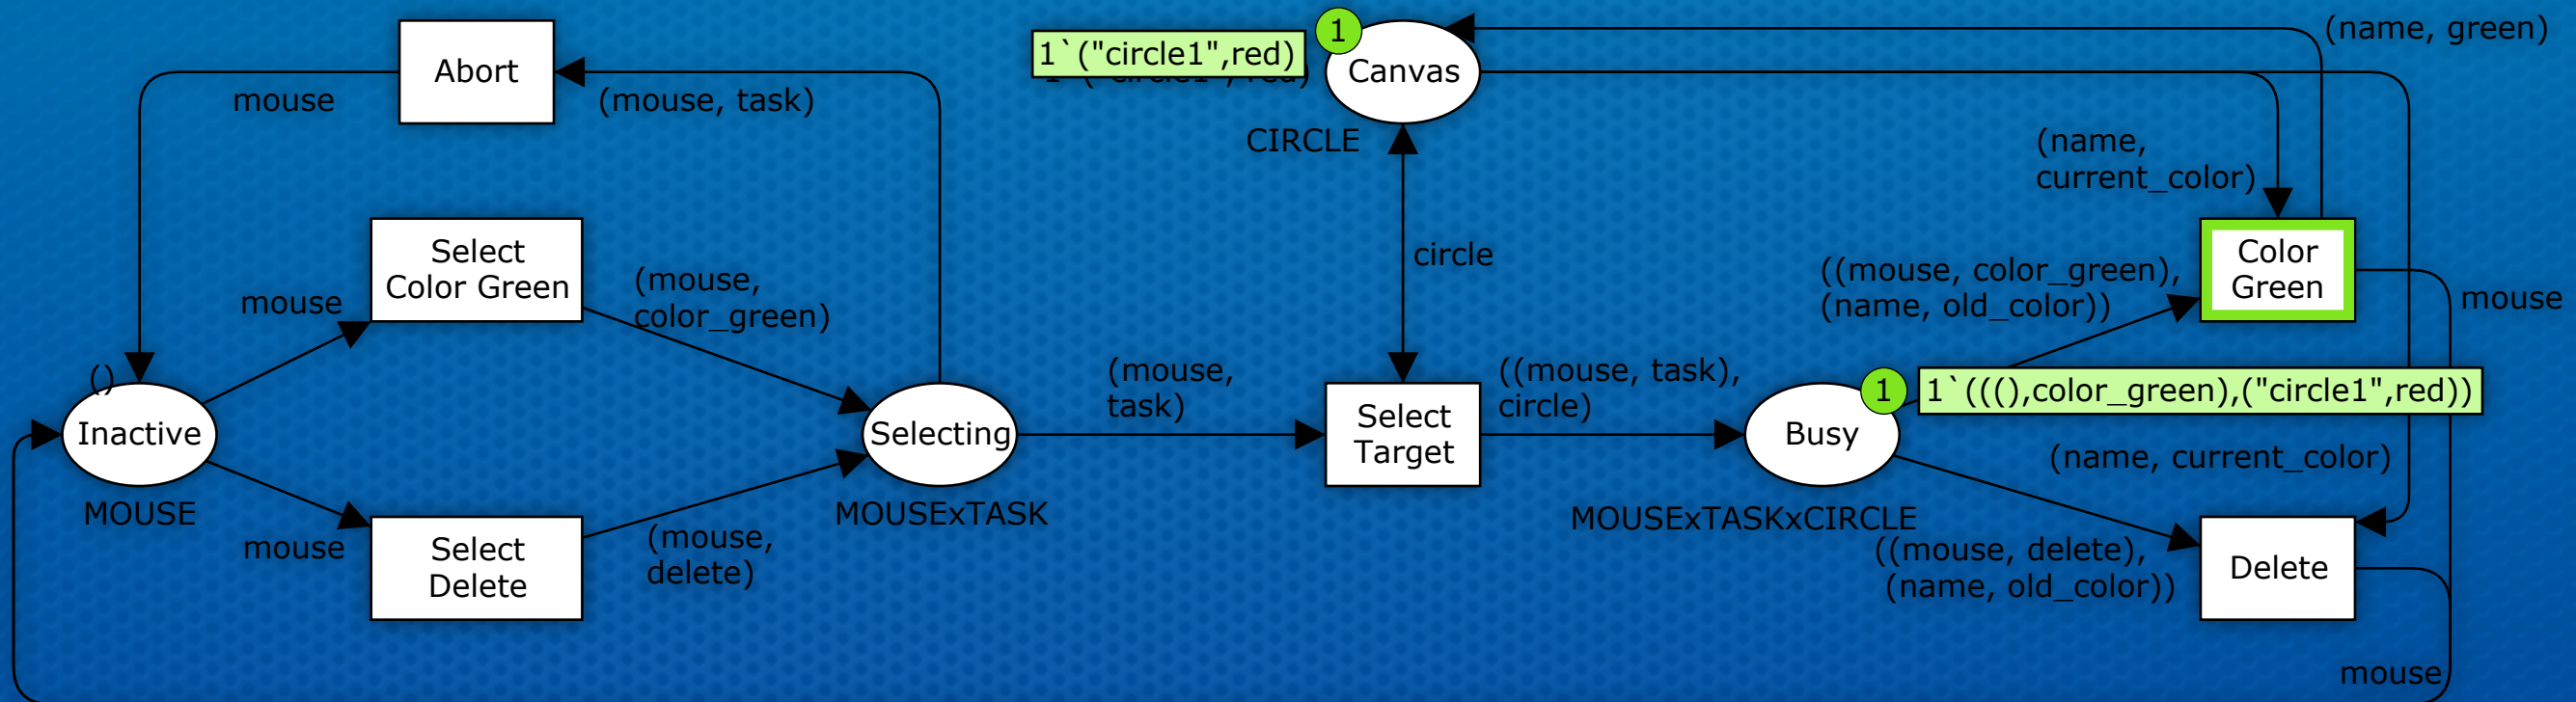 (name, green)
1
1`("circle1",red)
Canvas
Abort
mouse
(mouse, task)
CIRCLE
(name,
current_color)
Select
Color Green
(mouse,
color_green)
mouse
circle
((mouse, color_green),
(name, old_color))
Color
Green
mouse
()
Inactive
MOUSE
Selecting
MOUSExTASK
(mouse,
task)
Select
Target
((mouse, task),
circle)
Busy
1
1`(((),color_green),("circle1",red))
MOUSExTASKxCIRCLE
(name, current_color)
mouse
Select
Delete
(mouse,
delete)
((mouse, delete),
(name, old_color))
Delete
mouse